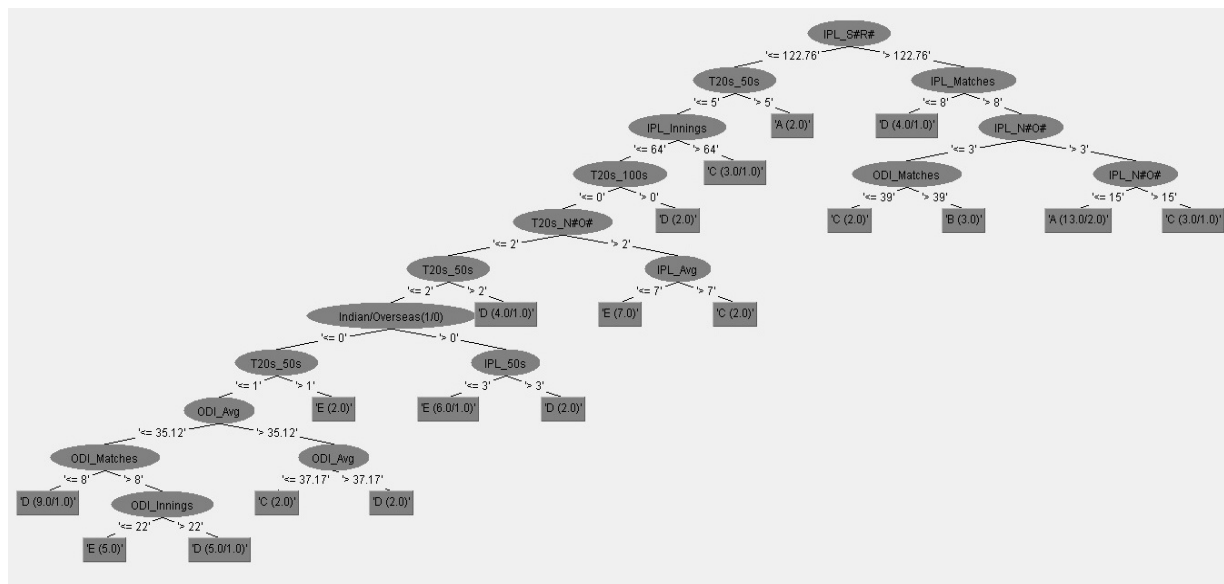 IPL_S#R#
'<= 122.76' '> 122.76'
T20s_50s IPL_Matches
'<= 5' '> 5' '<= 8' '> 8'
IPL_Innings 'A (2.0)' 'D (4.0/1.0)' IPL_N#O#
'<= 64' '> 64' '<= 3' '> 3'
T20s_100s 'C (3.0/1.0)' ODI_Matches IPL_N#O#
'<= 0' '> 0' '<= 39' '> 39' '<= 15' '> 15'
T20s_N#O# 'D (2.0)' 'C (2.0)' 'B (3.0)' 'A (13.0/2.0)' 'C (3.0/1.0)'
'<= 2' '> 2'
T20s_50s IPL_Avg
'<= 2' '> 2' '<= 7' '> 7'
Indian/Overseas(1/0) 'D (4.0/1.0)' 'E (7.0)' 'C (2.0)'
'<= 0' '> 0'
T20s_50s IPL_50s
'<= 1' '> 1' '<= 3' '> 3'
ODI_Avg 'E (2.0)' 'E (6.0/1.0)' 'D (2.0)'
'<= 35.12' '> 35.12'
ODI_Matches ODI_Avg
'<= 8' '> 8' '<= 37.17' '> 37.17'
'D (9.0/1.0)' ODI_Innings 'C (2.0)' 'D (2.0)'
'<= 22' '> 22'
'E (5.0)' 'D (5.0/1.0)'